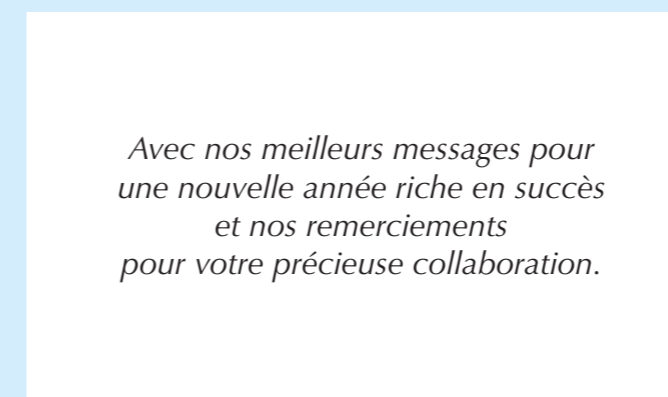 Avec nos meilleurs messages pour
une nouvelle année riche en succès
et nos remerciements
pour votre précieuse collaboration.